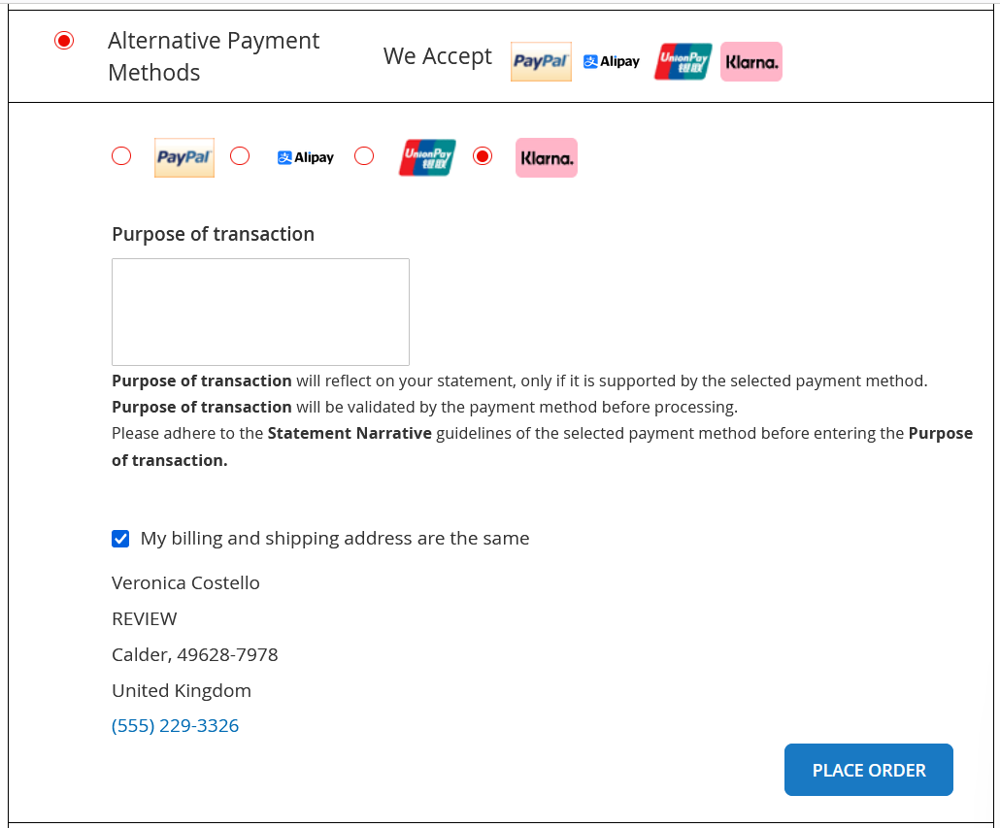 Alternative Payment
Methods
We Accept PayPal Alipay UnionPay 银联 Klarna.
PayPal Alipay UnionPay 银联 Klarna.
Purpose of transaction
Purpose of transaction will reflect on your statement, only if it is supported by the selected payment method.
Purpose of transaction will be validated by the payment method before processing.
Please adhere to the Statement Narrative guidelines of the selected payment method before entering the Purpose
of transaction.
My billing and shipping address are the same
Veronica Costello
REVIEW
Calder, 49628-7978
United Kingdom
(555) 229-3326
PLACE ORDER